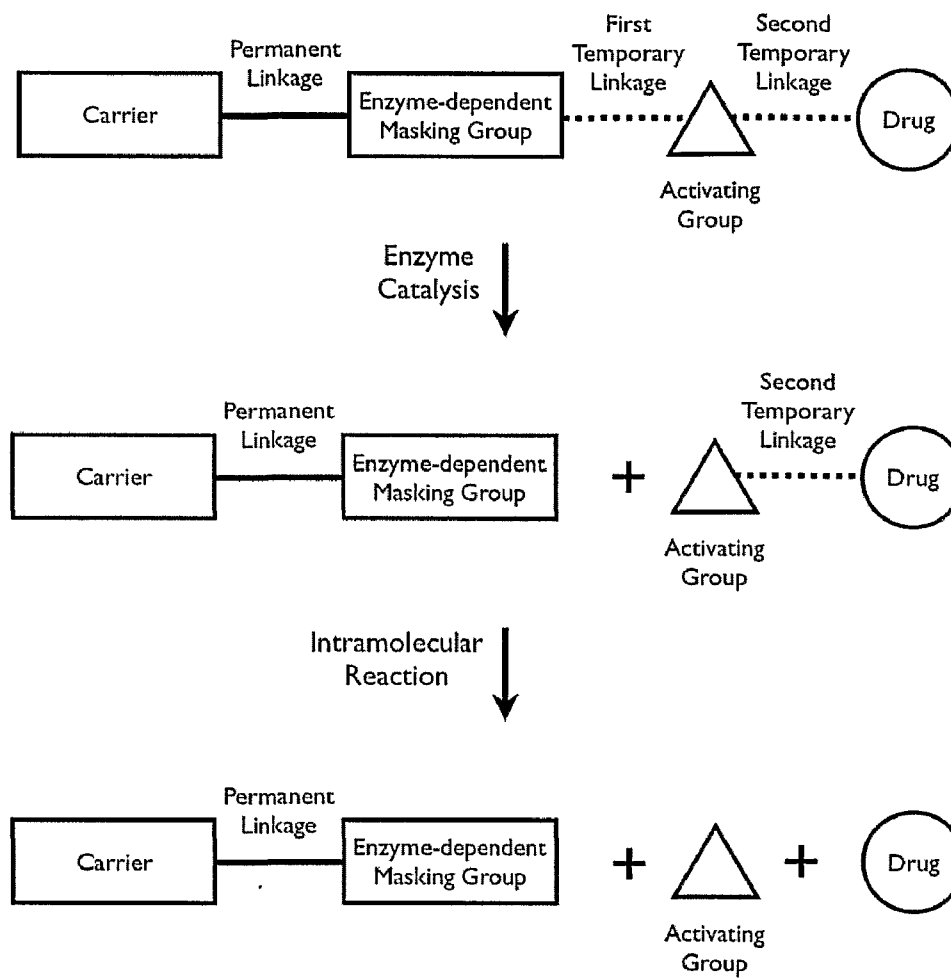 First
Temporary
Linkage
Second
Temporary
Linkage
Permanent
Linkage
Carrier
Enzyme-dependent
Masking Group
Drug
Activating
Group
Enzyme
Catalysis
Second
Temporary
Linkage
Permanent
Linkage
Carrier
Enzyme-dependent
Masking Group
+
Drug
Activating
Group
Intramolecular
Reaction
Permanent
Linkage
Carrier
Enzyme-dependent
Masking Group
+
+
Drug
Activating
Group